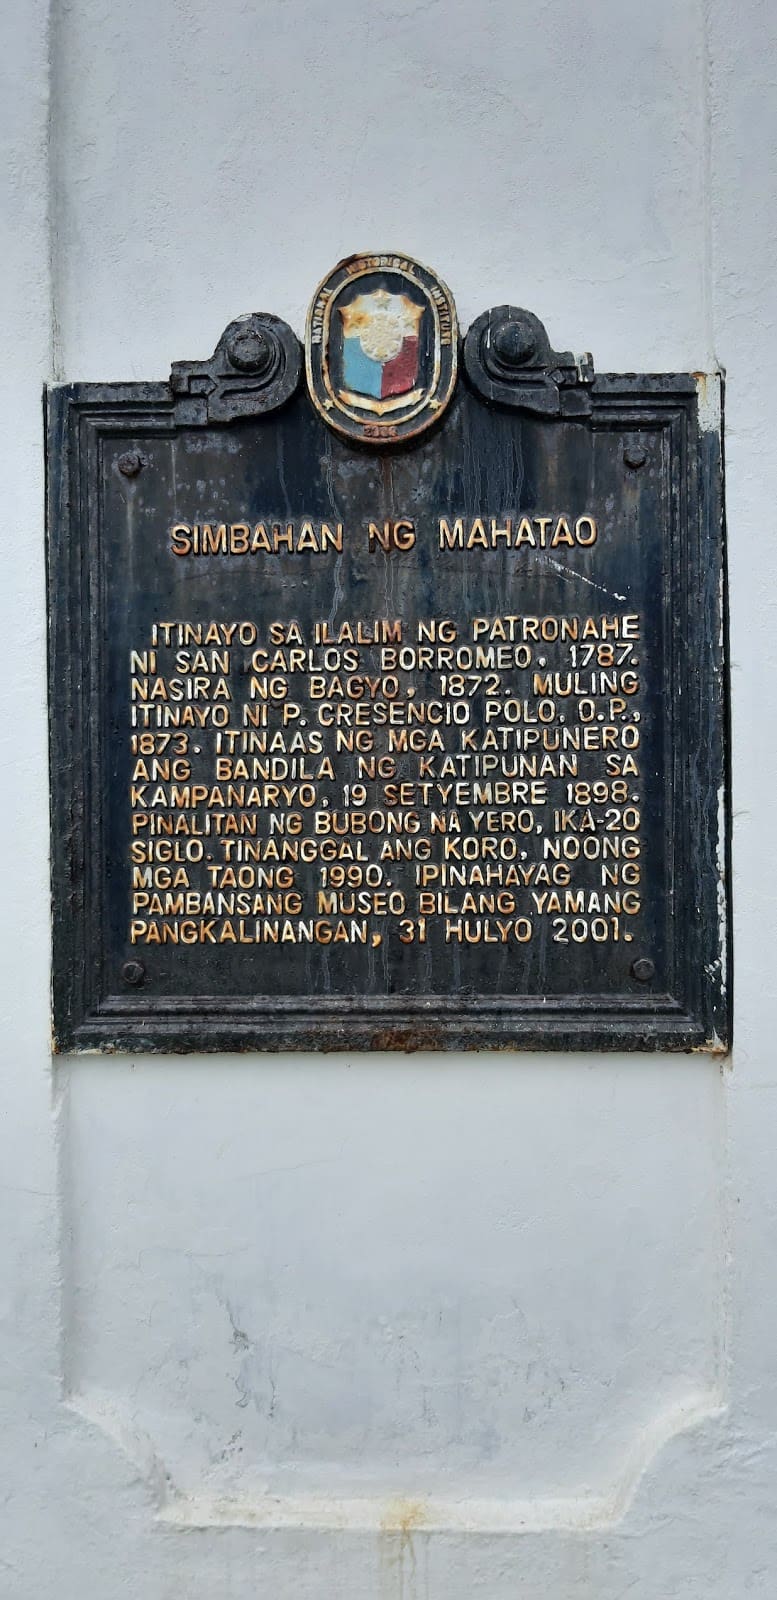 NATIONAL HISTORICAL INSTITUTE
SIMBAHAN NG MAHATAO
ITINAYO SA ILALIM NG PATRONAHE
NI SAN CARLOS BORROMEO, 1787.
NASIRA NG BAGYO, 1872. MULING
ITINAYO NI P. CRESENCIO POLO, O.P.,
1873. ITINAAS NG MGA KATIPUNERO
ANG BANDILA NG KATIPUNAN SA
KAMPANARYO, 19 SETYEMBRE 1898.
PINALITAN NG BUBONG NA YERO, IKA-20
SIGLO. TINANGGAL ANG KORO, NOONG
MGA TAONG 1990. IPINAHAYAG NG
PAMBANSANG MUSEO BILANG YAMANG
PANGKALINANGAN, 31 HULYO 2001.